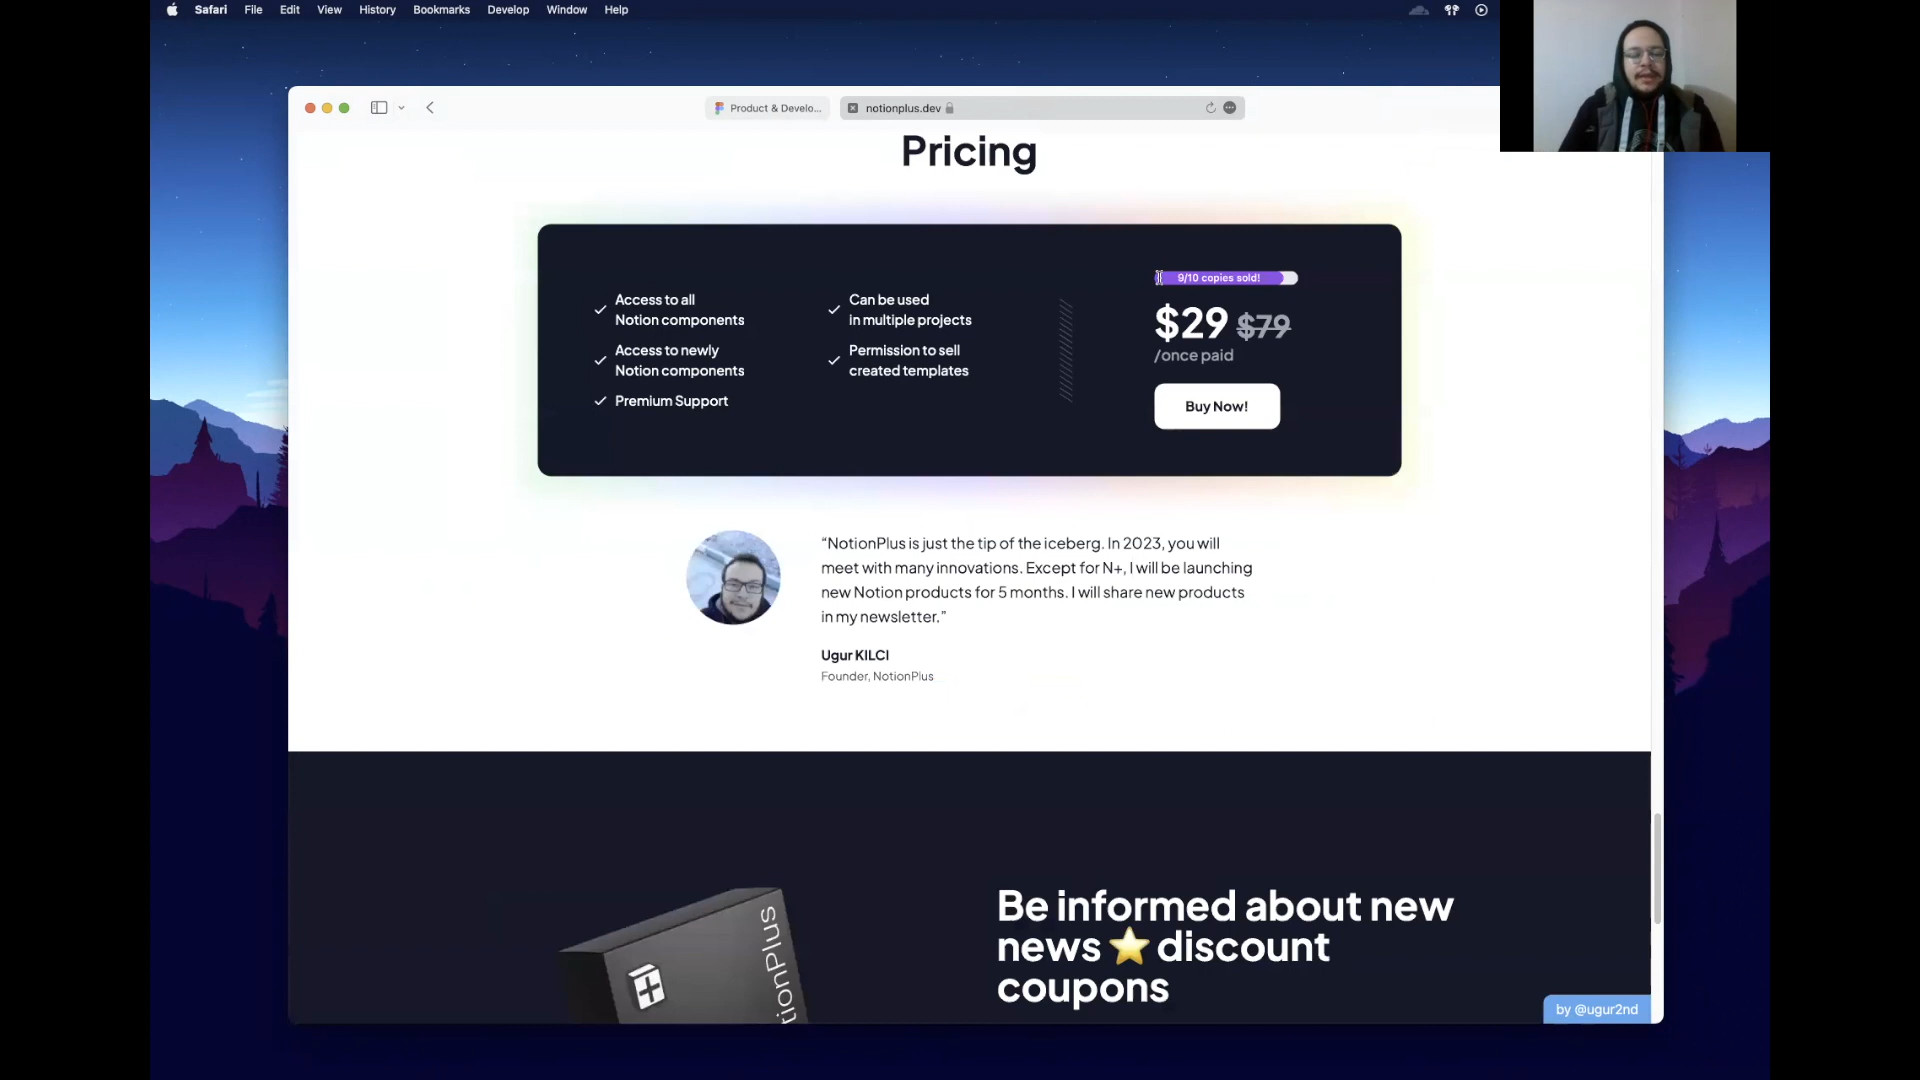 Safari File Edit View History Bookmarks Develop Window Help
Product & Develo...
notionplus.dev
Pricing
Access to all
Notion components
Access to newly
Notion components
Premium Support
Can be used
in multiple projects
Permission to sell
created templates
9/10 copies sold!
$29 $79
/once paid
Buy Now!
“NotionPlus is just the tip of the iceberg. In 2023, you will
meet with many innovations. Except for N+, I will be launching
new Notion products for 5 months. I will share new products
in my newsletter.”
Ugur KILCI
Founder, NotionPlus
tionPlus
Be informed about new
news ⭐ discount
coupons
by @ugur2nd